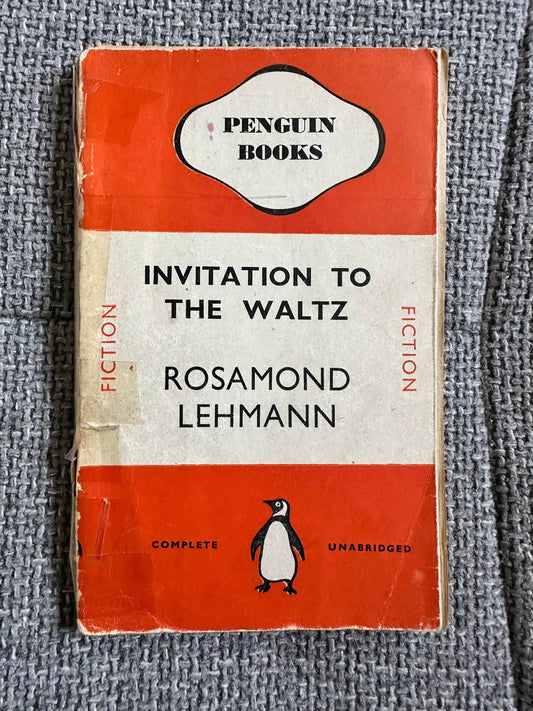 PENGUIN
BOOKS
INVITATION TO
THE WALTZ
FICTION
FICTION
ROSAMOND
LEHMANN
COMPLETE UNABRIDGED